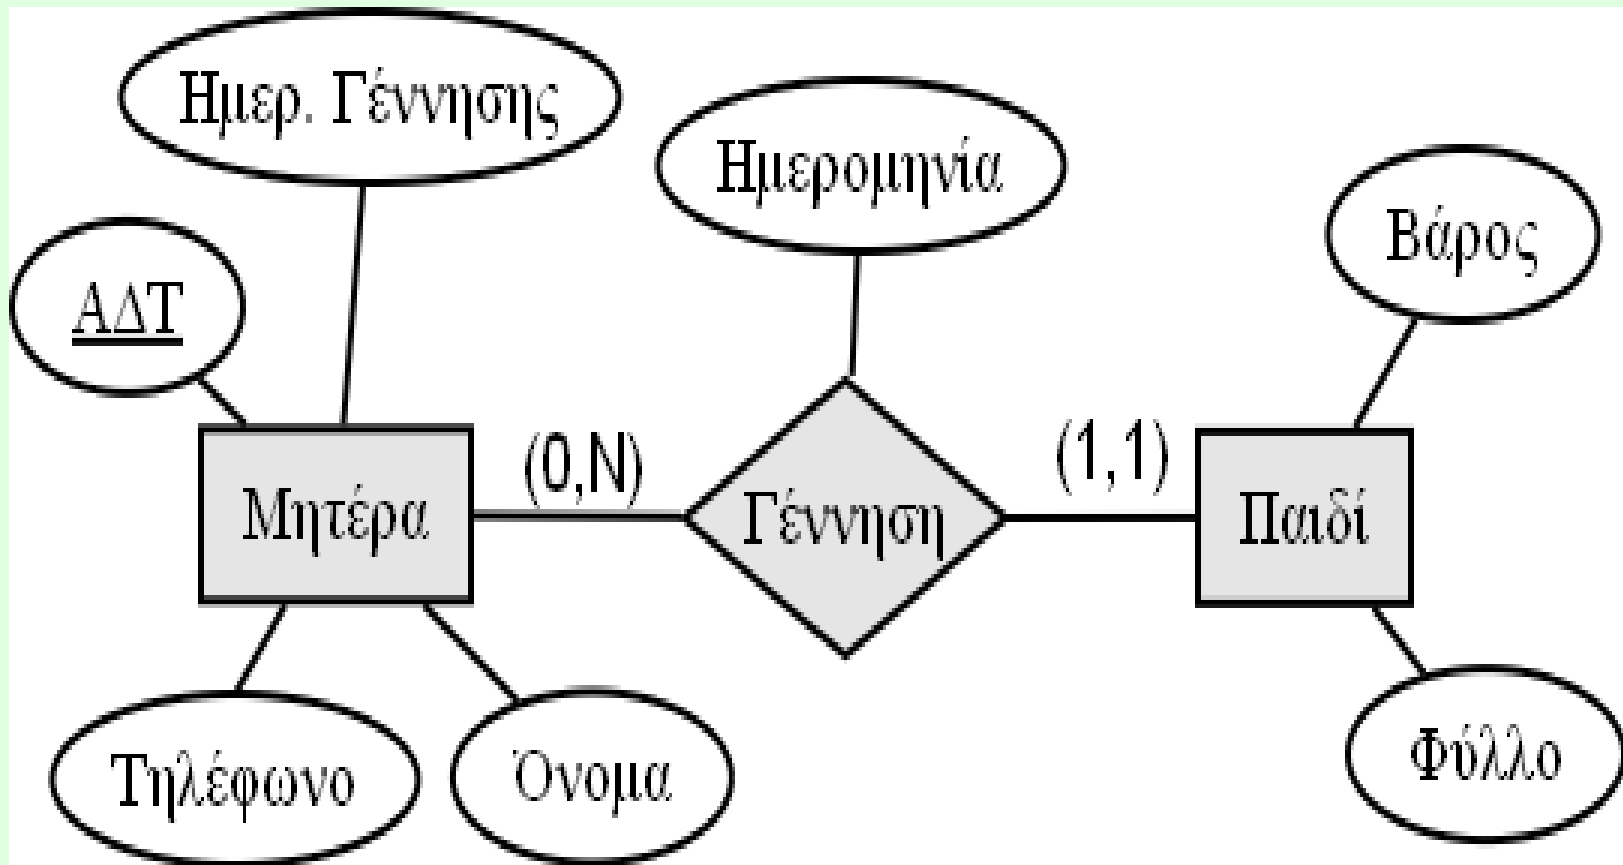 Ημερ. Γέννησης
Ημερομηνία
Βάρος
ΑΔΤ
(0,N)
(1,1)
Μητέρα
Γέννηση
Παιδί
Τηλέφωνο
Όνομα
Φύλλο